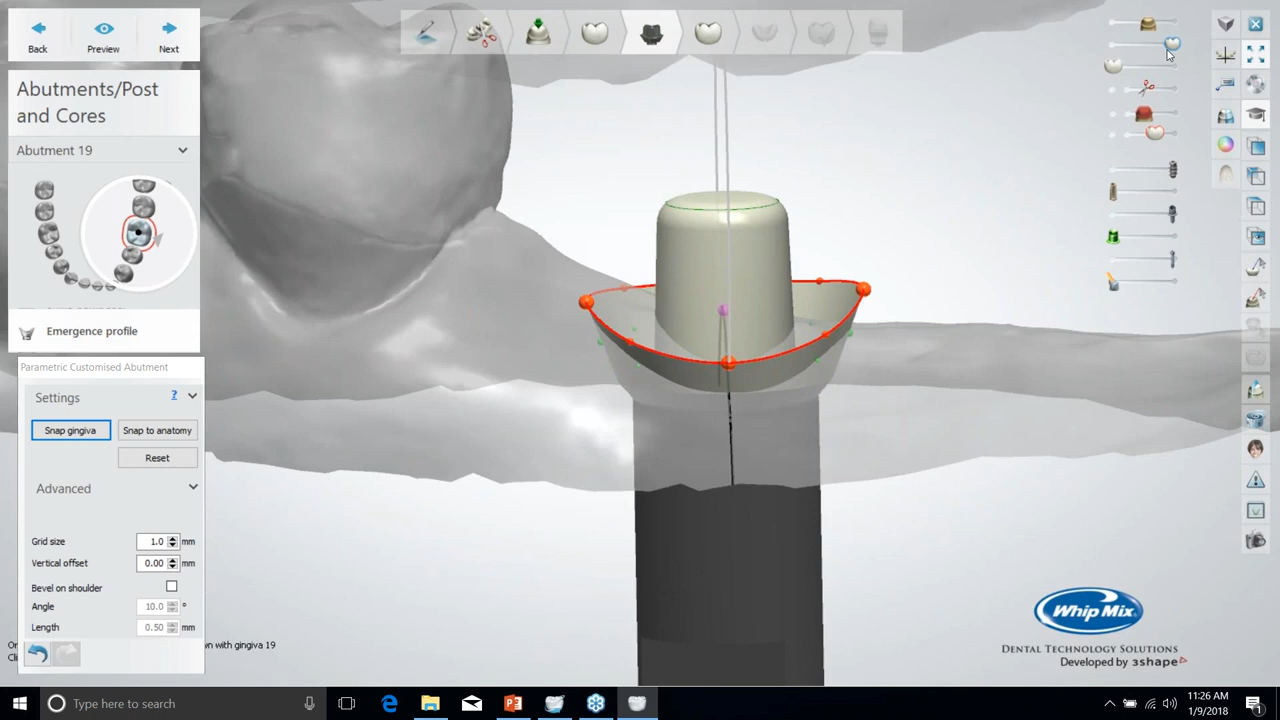 Back
Preview
Next
Abutments/Post
and Cores
Abutment 19
Emergence profile
Parametric Customised Abutment
Settings
?
Snap gingiva
Snap to anatomy
Reset
Advanced
Grid size
1.0
mm
Vertical offset
0.00
mm
Bevel on shoulder
Angle
10.0
°
Length
0.50
mm
wn with gingiva 19
Whip Mix
DENTAL TECHNOLOGY SOLUTIONS
Developed by 3shape
Type here to search
11:26 AM
1/9/2018
1